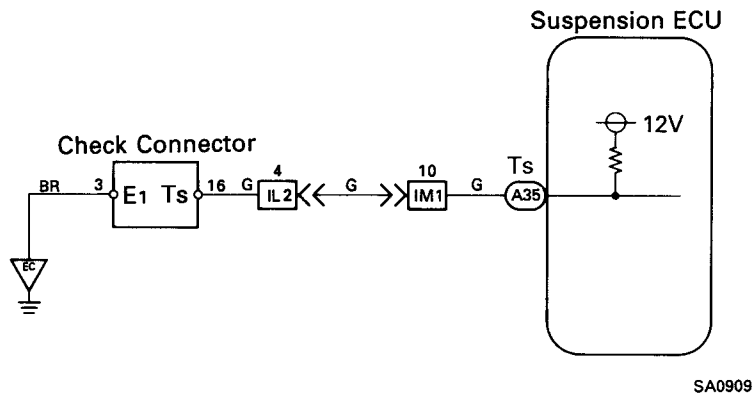 Suspension ECU
12V
Check Connector
BR 3 E1 Ts 16 G 4 IL2 G 10 IM1 G Ts A35
EC
SA0909